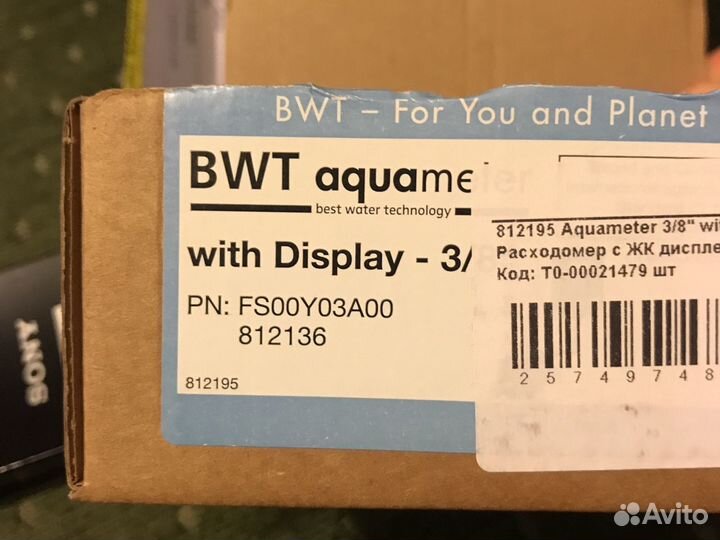 BWT – For You and Planet
BWT aquame
best water technology
with Display - 3/
PN: FS00Y03A00
812136
812195
812195 Aquameter 3/8" wit
Расходомер с ЖК диспле
Код: Т0-00021479 шт
2 5 7 4 9 7 4 8
SONY
Avito